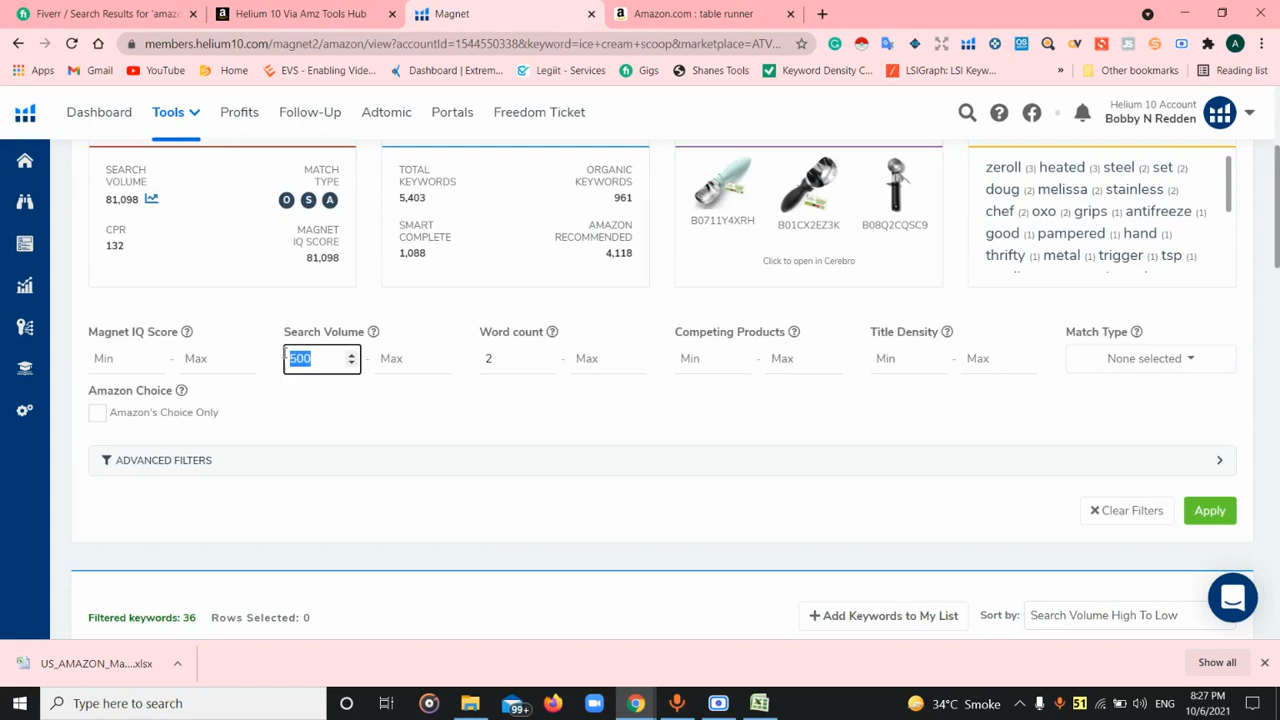 Fiverr / Search Results for 'amazo
Helium 10 Via Amz Tools Hub
Magnet
Amazon.com : table runner
members.helium10.com/magnet2/amazon/view?accountId=1544550338&keyword=ice+cream+scoop&marketplace=ATV...
Apps
Gmail
YouTube
Home
EVS - Enabling Vide...
Dashboard | Extrem...
Legiit - Services
Gigs
Shanes Tools
Keyword Density C...
LSIGraph: LSI Keyw...
»
Other bookmarks
Reading list
Dashboard
Tools
Profits
Follow-Up
Adtomic
Portals
Freedom Ticket
Helium 10 Account
Bobby N Redden
SEARCH VOLUME
81,098
MATCH TYPE
O S A
CPR
132
MAGNET IQ SCORE
81,098
TOTAL KEYWORDS
5,403
ORGANIC KEYWORDS
961
SMART COMPLETE
1,088
AMAZON RECOMMENDED
4,118
B0711Y4XRH
B01CX2EZ3K
B08Q2CQSC9
Click to open in Cerebro
zeroll (3) heated (3) steel (2) set (2)
doug (2) melissa (2) stainless (2)
chef (2) oxo (2) grips (1) antifreeze (1)
good (1) pampered (1) hand (1)
thrifty (1) metal (1) trigger (1) tsp (1)
Magnet IQ Score
Min - Max
Search Volume
500 - Max
Word count
2 - Max
Competing Products
Min - Max
Title Density
Min - Max
Match Type
None selected
Amazon Choice
Amazon's Choice Only
ADVANCED FILTERS
Clear Filters
Apply
Filtered keywords: 36
Rows Selected: 0
+ Add Keywords to My List
Sort by:
Search Volume High To Low
US_AMAZON_Ma....xlsx
Show all
Type here to search
99+
34°C Smoke
51
ENG
8:27 PM
10/6/2021